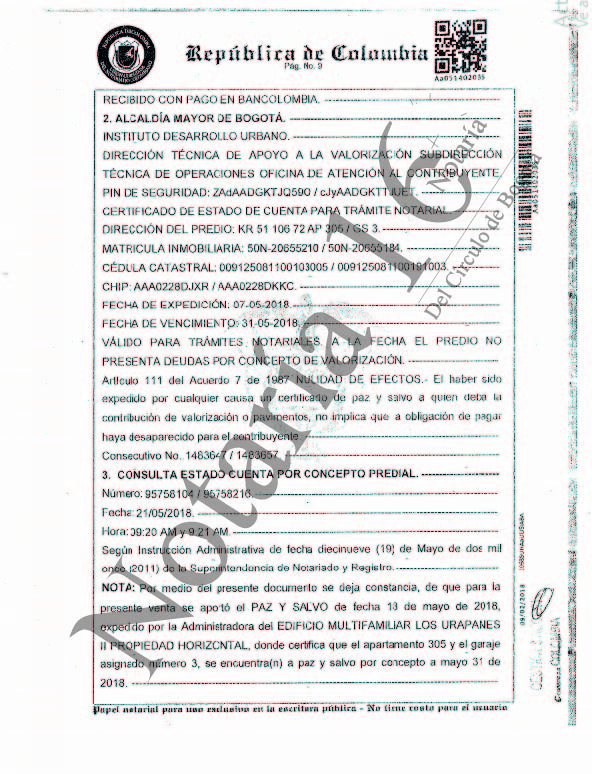 República de Colombia
Pág. No. 9
Aa051402035
RECIBIDO CON PAGO EN BANCOLOMBIA.
2. ALCALDÍA MAYOR DE BOGOTÁ.
INSTITUTO DESARROLLO URBANO.
DIRECCIÓN TÉCNICA DE APOYO A LA VALORIZACIÓN SUBDIRECCIÓN
TÉCNICA DE OPERACIONES OFICINA DE ATENCIÓN AL CONTRIBUYENTE.
PIN DE SEGURIDAD: ZAdAADGKTJQ59O / cJyAADGKTTJUET.
CERTIFICADO DE ESTADO DE CUENTA PARA TRÁMITE NOTARIAL.
DIRECCIÓN DEL PREDIO: KR 51 106 72 AP 305 / GS 3.
MATRICULA INMOBILIARIA: 50N-20655210 / 50N-20655184.
CÉDULA CATASTRAL: 009125081100103005 / 009125081100191003.
CHIP: AAA0228DJXR / AAA0228DKKC.
FECHA DE EXPEDICIÓN: 07-05-2018.
FECHA DE VENCIMIENTO: 31-05-2018.
VÁLIDO PARA TRÁMITES NOTARIALES. A LA FECHA EL PREDIO NO
PRESENTA DEUDAS POR CONCEPTO DE VALORIZACIÓN.
Artículo 111 del Acuerdo 7 de 1987 NULIDAD DE EFECTOS.- El haber sido
expedido por cualquier causa un certificado de paz y salvo a quien deba la
contribución de valorización o pavimentos, no implica que a obligación de pagar
haya desaparecido para el contribuyente.
Consecutivo No. 1483647 / 1483657.
3. CONSULTA ESTADO CUENTA POR CONCEPTO PREDIAL.
Número: 95758104 / 95758216.
Fecha: 21/05/2018.
Hora: 09:20 AM y 9:21 AM.
Según Instrucción Administrativa de fecha diecinueve (19) de Mayo de dos mil
once (2011) de la Superintendencia de Notariado y Registro.
NOTA: Por medio del presente documento se deja constancia, de que para la
presente venta se aportó el PAZ Y SALVO de fecha 18 de mayo de 2018,
expedido por la Administradora del EDIFICIO MULTIFAMILIAR LOS URAPANES
II PROPIEDAD HORIZONTAL, donde certifica que el apartamento 305 y el garaje
asignado número 3, se encuentra(n) a paz y salvo por concepto a mayo 31 de
2018.
Papel notarial para uso exclusivo en la escritura pública - No tiene costo para el usuario
Notaría 16
Notaría
Del Círculo de Bogotá
09/02/2018